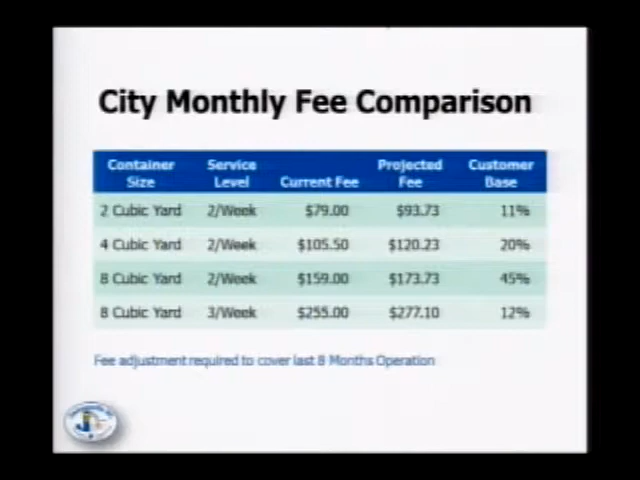 City Monthly Fee Comparison
Container Size Service Level Current Fee Projected Fee Customer Base
2 Cubic Yard 2/Week $79.00 $93.73 11%
4 Cubic Yard 2/Week $105.50 $120.23 20%
8 Cubic Yard 2/Week $159.00 $173.73 45%
8 Cubic Yard 3/Week $255.00 $277.10 12%
Fee adjustment required to cover last 8 Months Operation